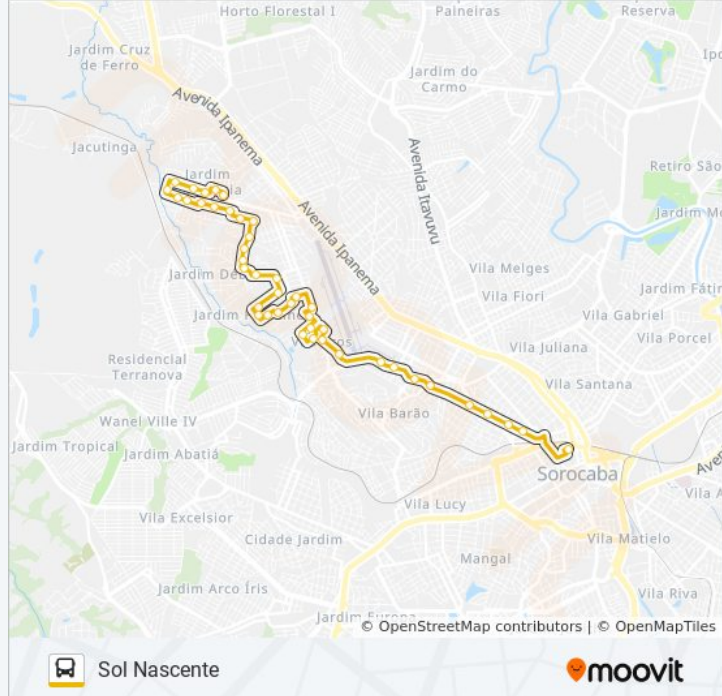 Horto Florestal I
Paineiras
Reserva
Jardim Cruz
de Ferro
Jardim do
Carmo
Avenida Ipanema
Jacutinga
Avenida Itavuvu
Retiro São
Jardim
Avenida Ipanema
Vila Melges
Jardim
Vila Fiori
Jardim Fátin
Vila Gabriel
Vila Porcel
Vila Juliana
Residencial
Terranova
Vila Santana
Vila Barão
Wanel Ville IV
Jardim Tropical
Jardim Abatiá
Sorocaba
Vila Lucy
Vila Excelsior
Cidade Jardim
Vila Matielo
Mangal
Jardim Arco Íris
Vila Riva
© OpenStreetMap contributors | © OpenMapTiles
Sol Nascente
moovit